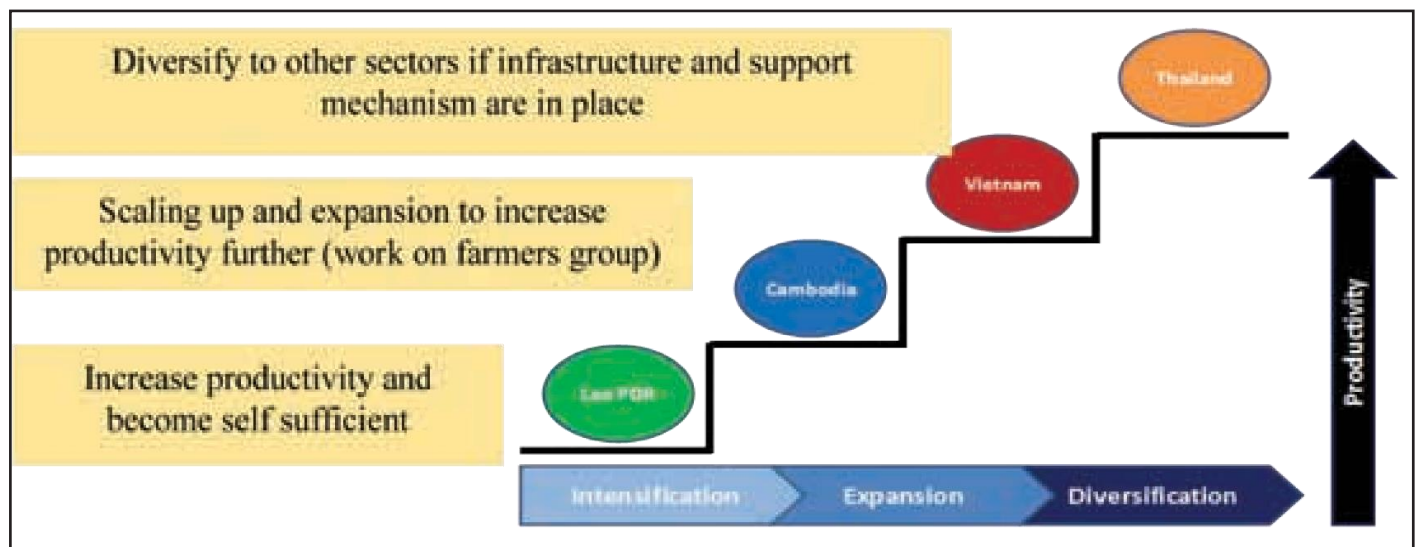 Diversify to other sectors if infrastructure and support
mechanism are in place
Thailand
Vietnam
Scaling up and expansion to increase
productivity further (work on farmers group)
Cambodia
Increase productivity and
become self sufficient
Lao PDR
Productivity
Intensification
Expansion
Diversification